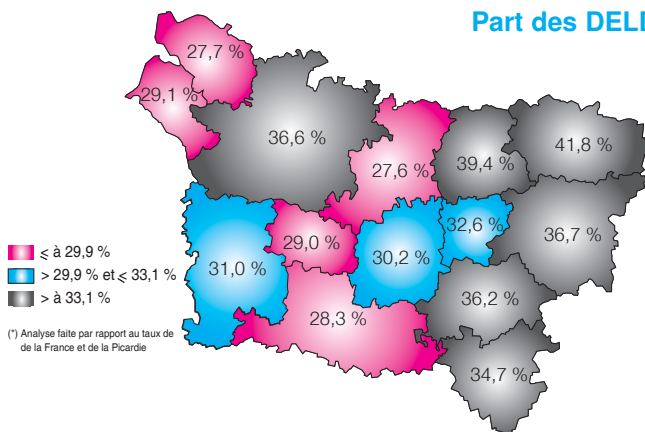 Part des DELD
27,7 %
29,1 %
36,6 %
27,6 %
39,4 %
41,8 %
31,0 %
29,0 %
30,2 %
32,6 %
36,7 %
28,3 %
36,2 %
34,7 %
⩽ à 29,9 %
> 29,9 % et ⩽ 33,1 %
> à 33,1 %
(*) Analyse faite par rapport au taux de
de la France et de la Picardie